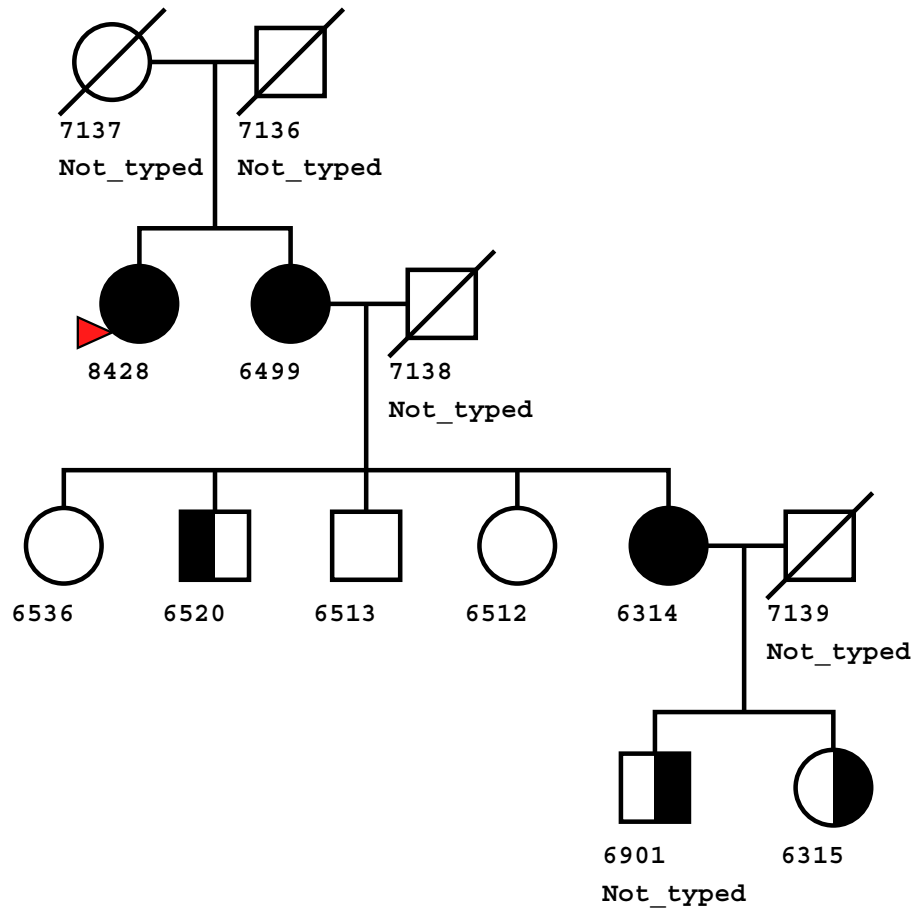 7137 7136
Not_typed Not_typed
8428 6499 7138
Not_typed
6536 6520 6513 6512 6314 7139
Not_typed
6901 6315
Not_typed